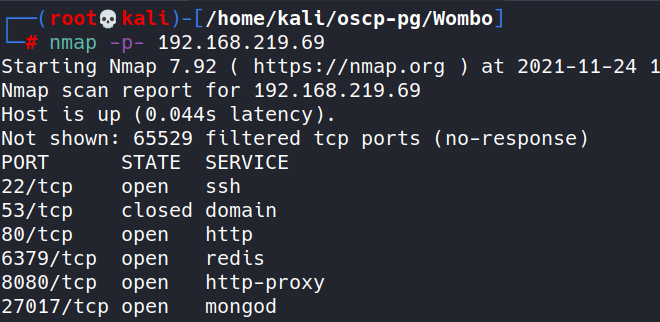 ┌──(root💀kali)-[/home/kali/oscp-pg/Wombo]
└─# nmap -p- 192.168.219.69
Starting Nmap 7.92 ( https://nmap.org ) at 2021-11-24 1
Nmap scan report for 192.168.219.69
Host is up (0.044s latency).
Not shown: 65529 filtered tcp ports (no-response)
PORT      STATE  SERVICE
22/tcp    open   ssh
53/tcp    closed domain
80/tcp    open   http
6379/tcp  open   redis
8080/tcp  open   http-proxy
27017/tcp open   mongod